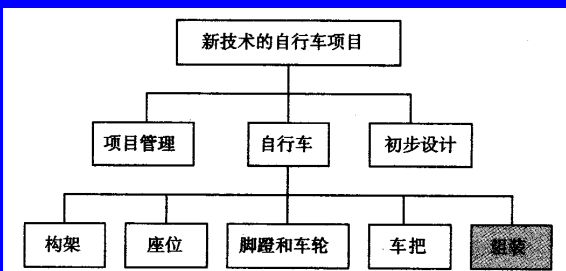 新技术的自行车项目
项目管理
自行车
初步设计
构架
座位
脚蹬和车轮
车把
组装